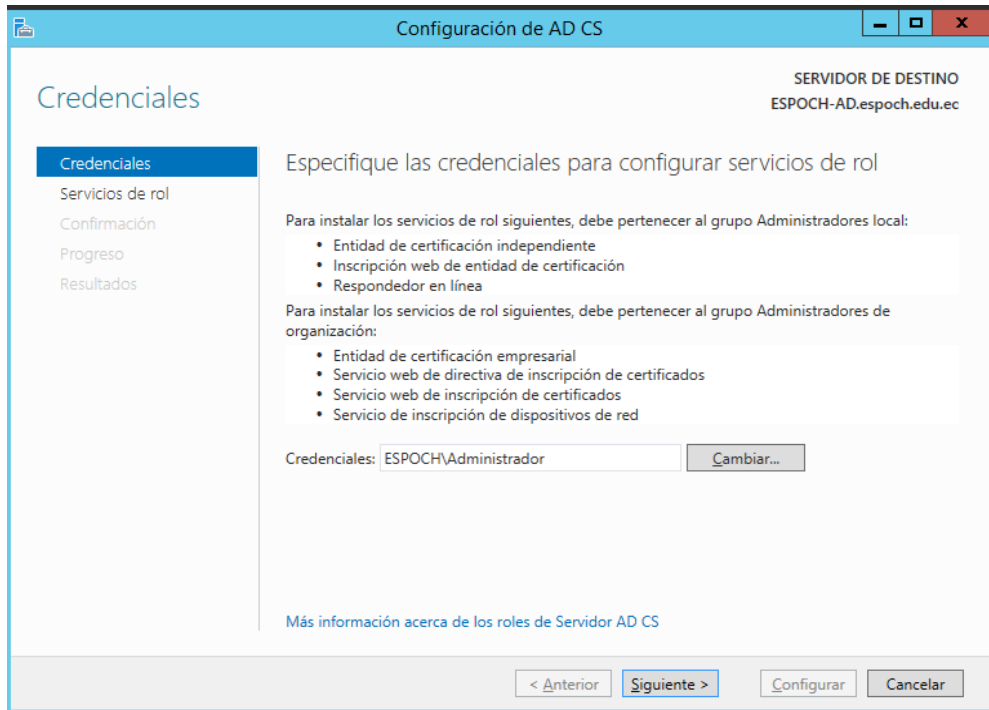 Configuración de AD CS
Credenciales
SERVIDOR DE DESTINO
ESPOCH-AD.espoch.edu.ec
Credenciales
Servicios de rol
Confirmación
Progreso
Resultados
Especifique las credenciales para configurar servicios de rol
Para instalar los servicios de rol siguientes, debe pertenecer al grupo Administradores local:
• Entidad de certificación independiente
• Inscripción web de entidad de certificación
• Respondedor en línea
Para instalar los servicios de rol siguientes, debe pertenecer al grupo Administradores de
organización:
• Entidad de certificación empresarial
• Servicio web de directiva de inscripción de certificados
• Servicio web de inscripción de certificados
• Servicio de inscripción de dispositivos de red
Credenciales: ESPOCH\Administrador Cambiar...
Más información acerca de los roles de Servidor AD CS
< Anterior Siguiente > Configurar Cancelar